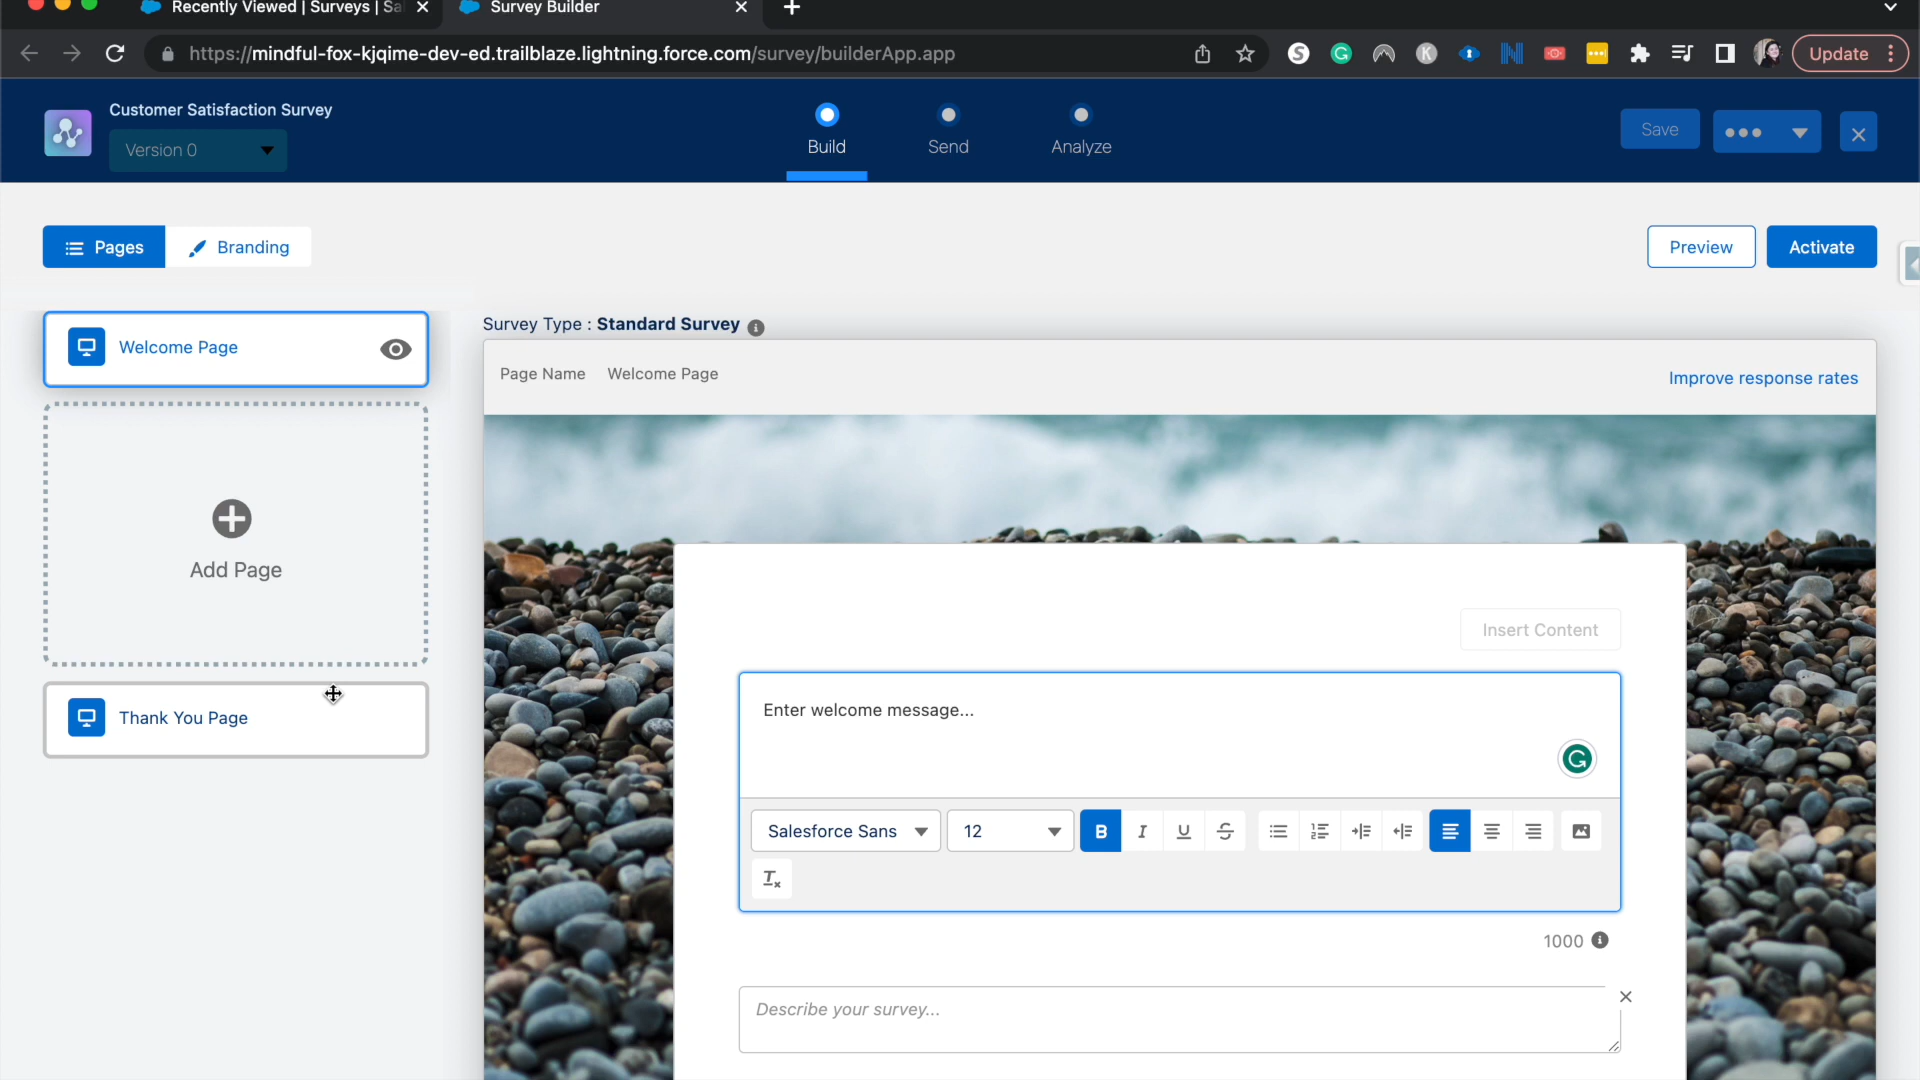 Recently Viewed | Surveys | Sa
Survey Builder
https://mindful-fox-kjqime-dev-ed.trailblaze.lightning.force.com/survey/builderApp.app
Update
Customer Satisfaction Survey
Version 0
Build
Send
Analyze
Save
Pages
Branding
Preview
Activate
Welcome Page
Survey Type : Standard Survey
Page Name Welcome Page
Improve response rates
Add Page
Insert Content
Thank You Page
Enter welcome message...
Salesforce Sans
12
B I U S
1000
Describe your survey...